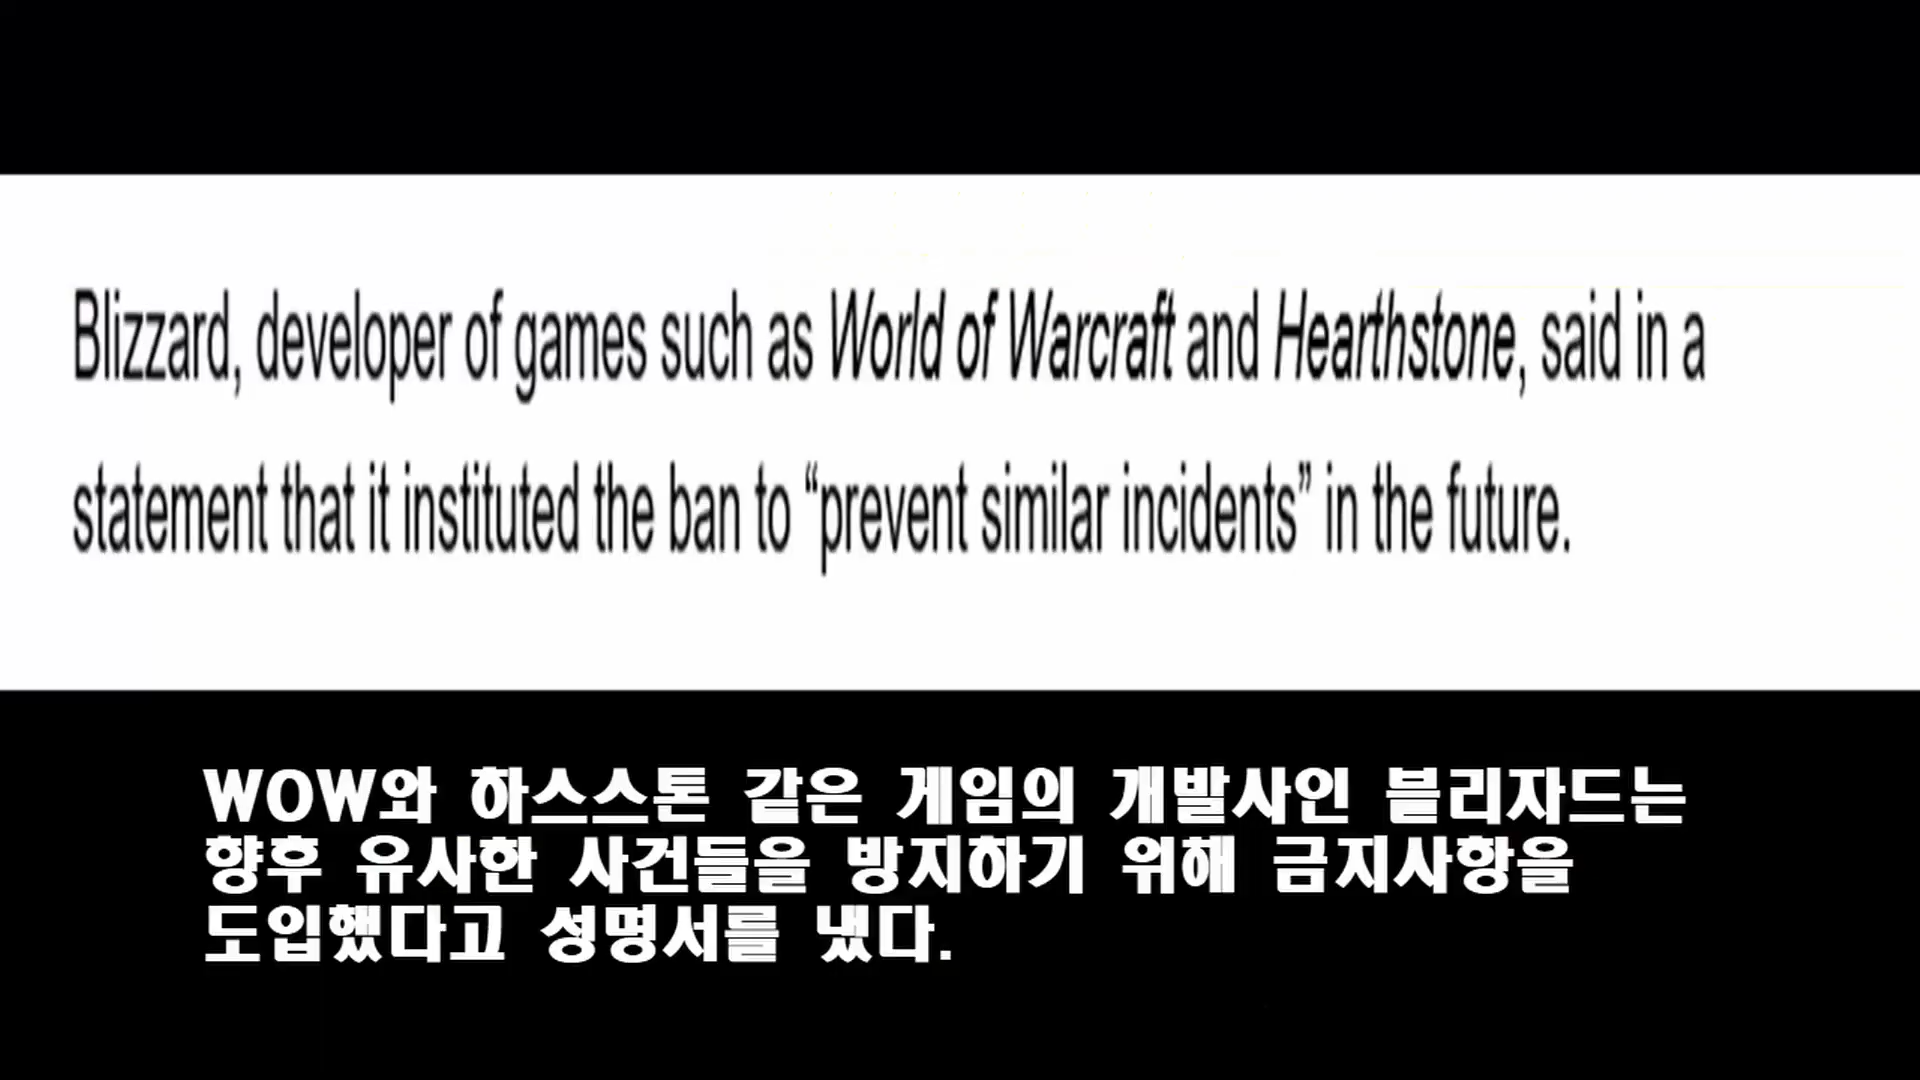 Blizzard, developer of games such as World of Warcraft and Hearthstone, said in a
statement that it instituted the ban to “prevent similar incidents” in the future.
WOW와 하스스톤 같은 게임의 개발사인 블리자드는
향후 유사한 사건들을 방지하기 위해 금지사항을
도입했다고 성명서를 냈다.